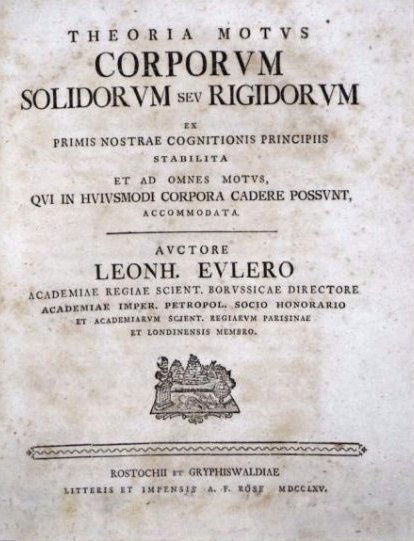 THEORIA MOTVS
CORPORVM
SOLIDORVM SEV RIGIDORVM
EX
PRIMIS NOSTRAE COGNITIONIS PRINCIPIIS
STABILITA
ET AD OMNES MOTVS,
QVI IN HVIVSMODI CORPORA CADERE POSSVNT,
ACCOMMODATA.
AVCTORE
LEONH. EVLERO
ACADEMIAE REGIAE SCIENT. BORVSSICAE DIRECTORE
ACADEMIAE IMPER. PETROPOL. SOCIO HONORARIO
ET ACADEMIARVM SCIENT. REGIARVM PARISINAE
ET LONDINENSIS MEMBRO.
ROSTOCHII ET GRYPHISWALDIAE
LITTERIS ET IMPENSIS A. F. RÖSE MDCCLXV.